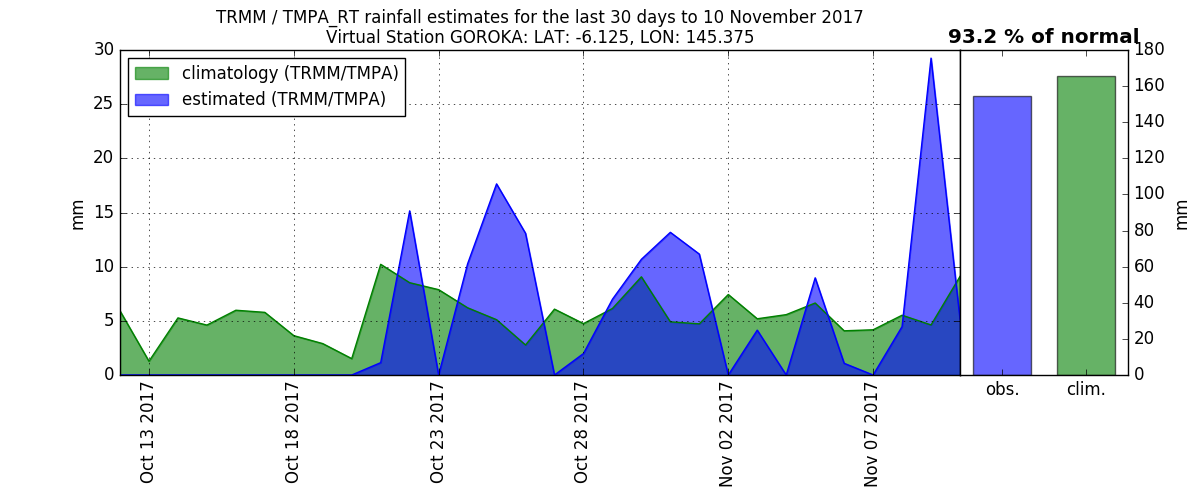 TRMM / TMPA_RT rainfall estimates for the last 30 days to 10 November 2017
Virtual Station GOROKA: LAT: -6.125, LON: 145.375
93.2 % of normal
climatology (TRMM/TMPA)
estimated (TRMM/TMPA)
mm
30
25
20
15
10
5
0
Oct 13 2017
Oct 18 2017
Oct 23 2017
Oct 28 2017
Nov 02 2017
Nov 07 2017
obs.
clim.
180
160
140
120
100
80
60
40
20
0
mm